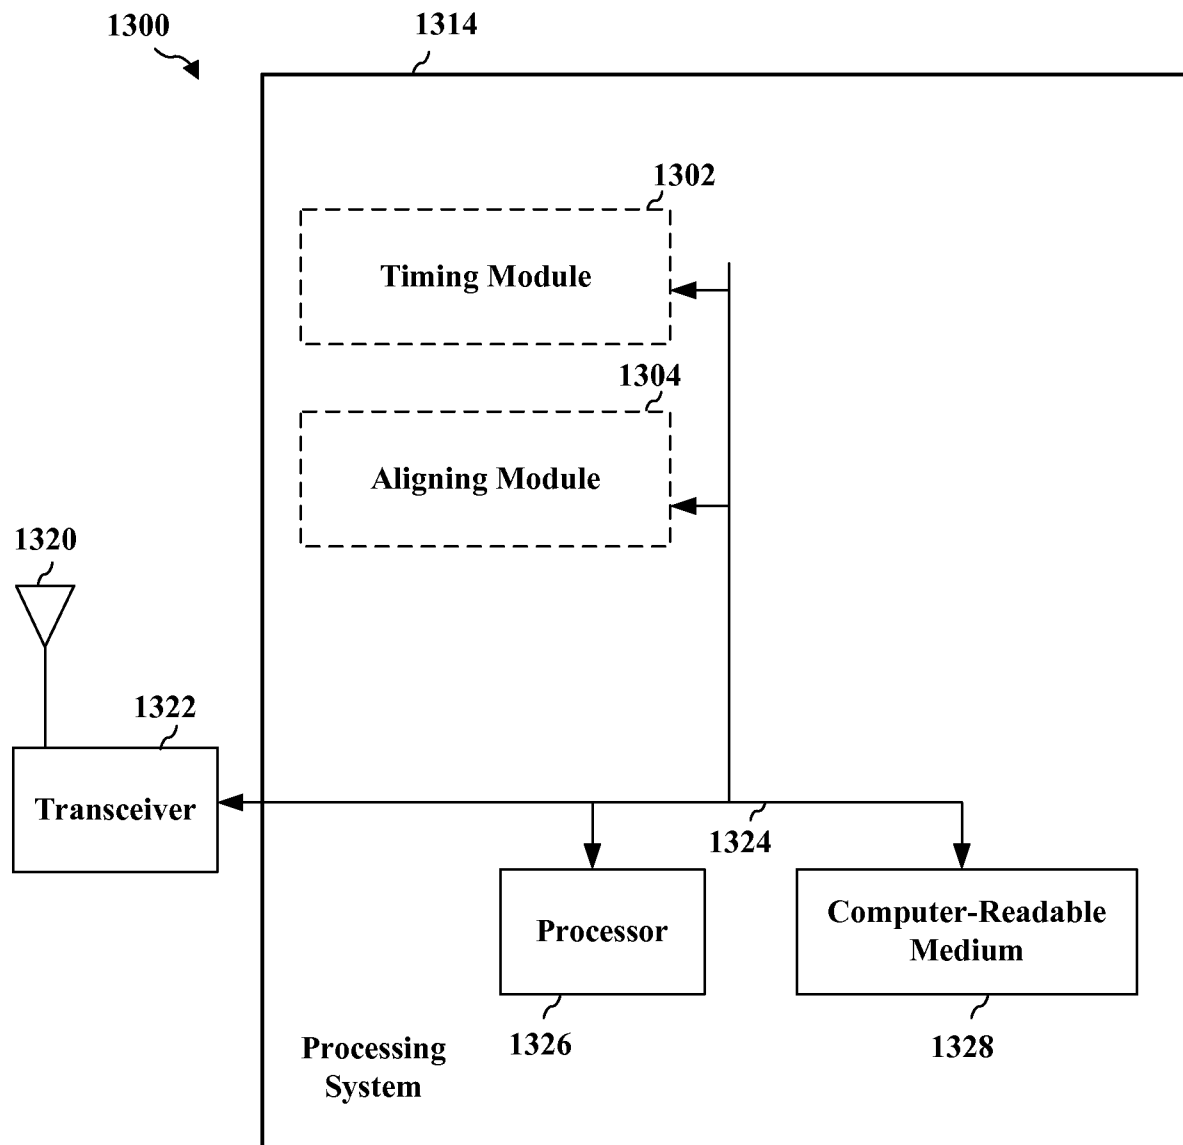 1300
1314
1302
Timing Module
1304
Aligning Module
1320
1322
Transceiver
1324
Processor
Computer-Readable
Medium
1326
1328
Processing
System